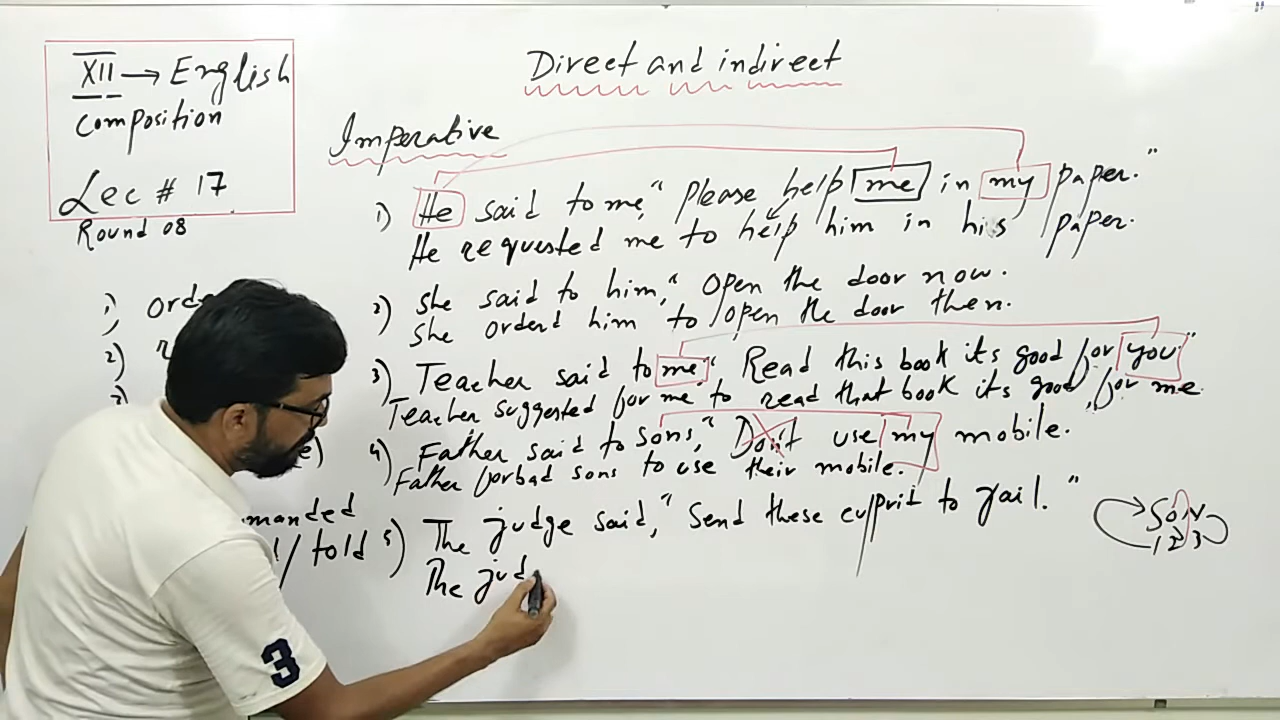 XII → English
composition
Lec # 17
Round 08
Direct and indirect
Imperative
1) He said to me, "Please help me in my paper."
He requested me to help him in his paper.
2) She said to him, "Open the door now.
She orderd him to open the door then.
3) Teacher said to me "Read this book its good for you."
Teacher suggested for me to read that book its good for me.
4) Father said to sons, "Don't use my mobile.
Father forbad sons to use their mobile.
5) The judge said, "Send these culprit to jail."
The jud
1) orde
2)
manded
/ told
SON
1 2 3
3